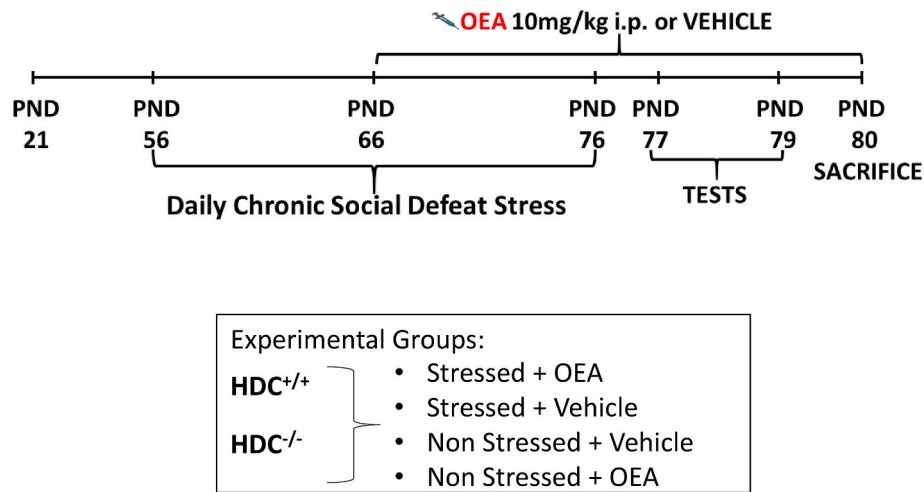 OEA 10mg/kg i.p. or VEHICLE
PND PND PND PND PND PND PND
21 56 66 76 77 79 80
SACRIFICE
Daily Chronic Social Defeat Stress
TESTS
Experimental Groups:
HDC+/+
HDC-/-
• Stressed + OEA
• Stressed + Vehicle
• Non Stressed + Vehicle
• Non Stressed + OEA